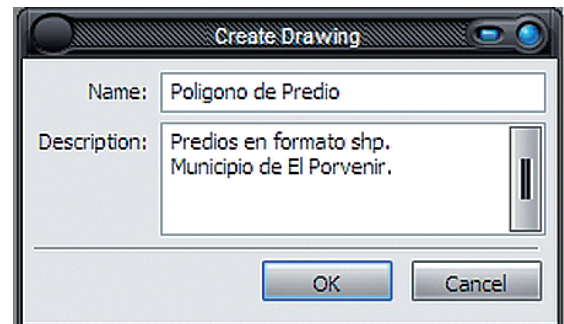 Create Drawing
Name: Poligono de Predio
Description: Predios en formato shp.
Municipio de El Porvenir.
OK Cancel